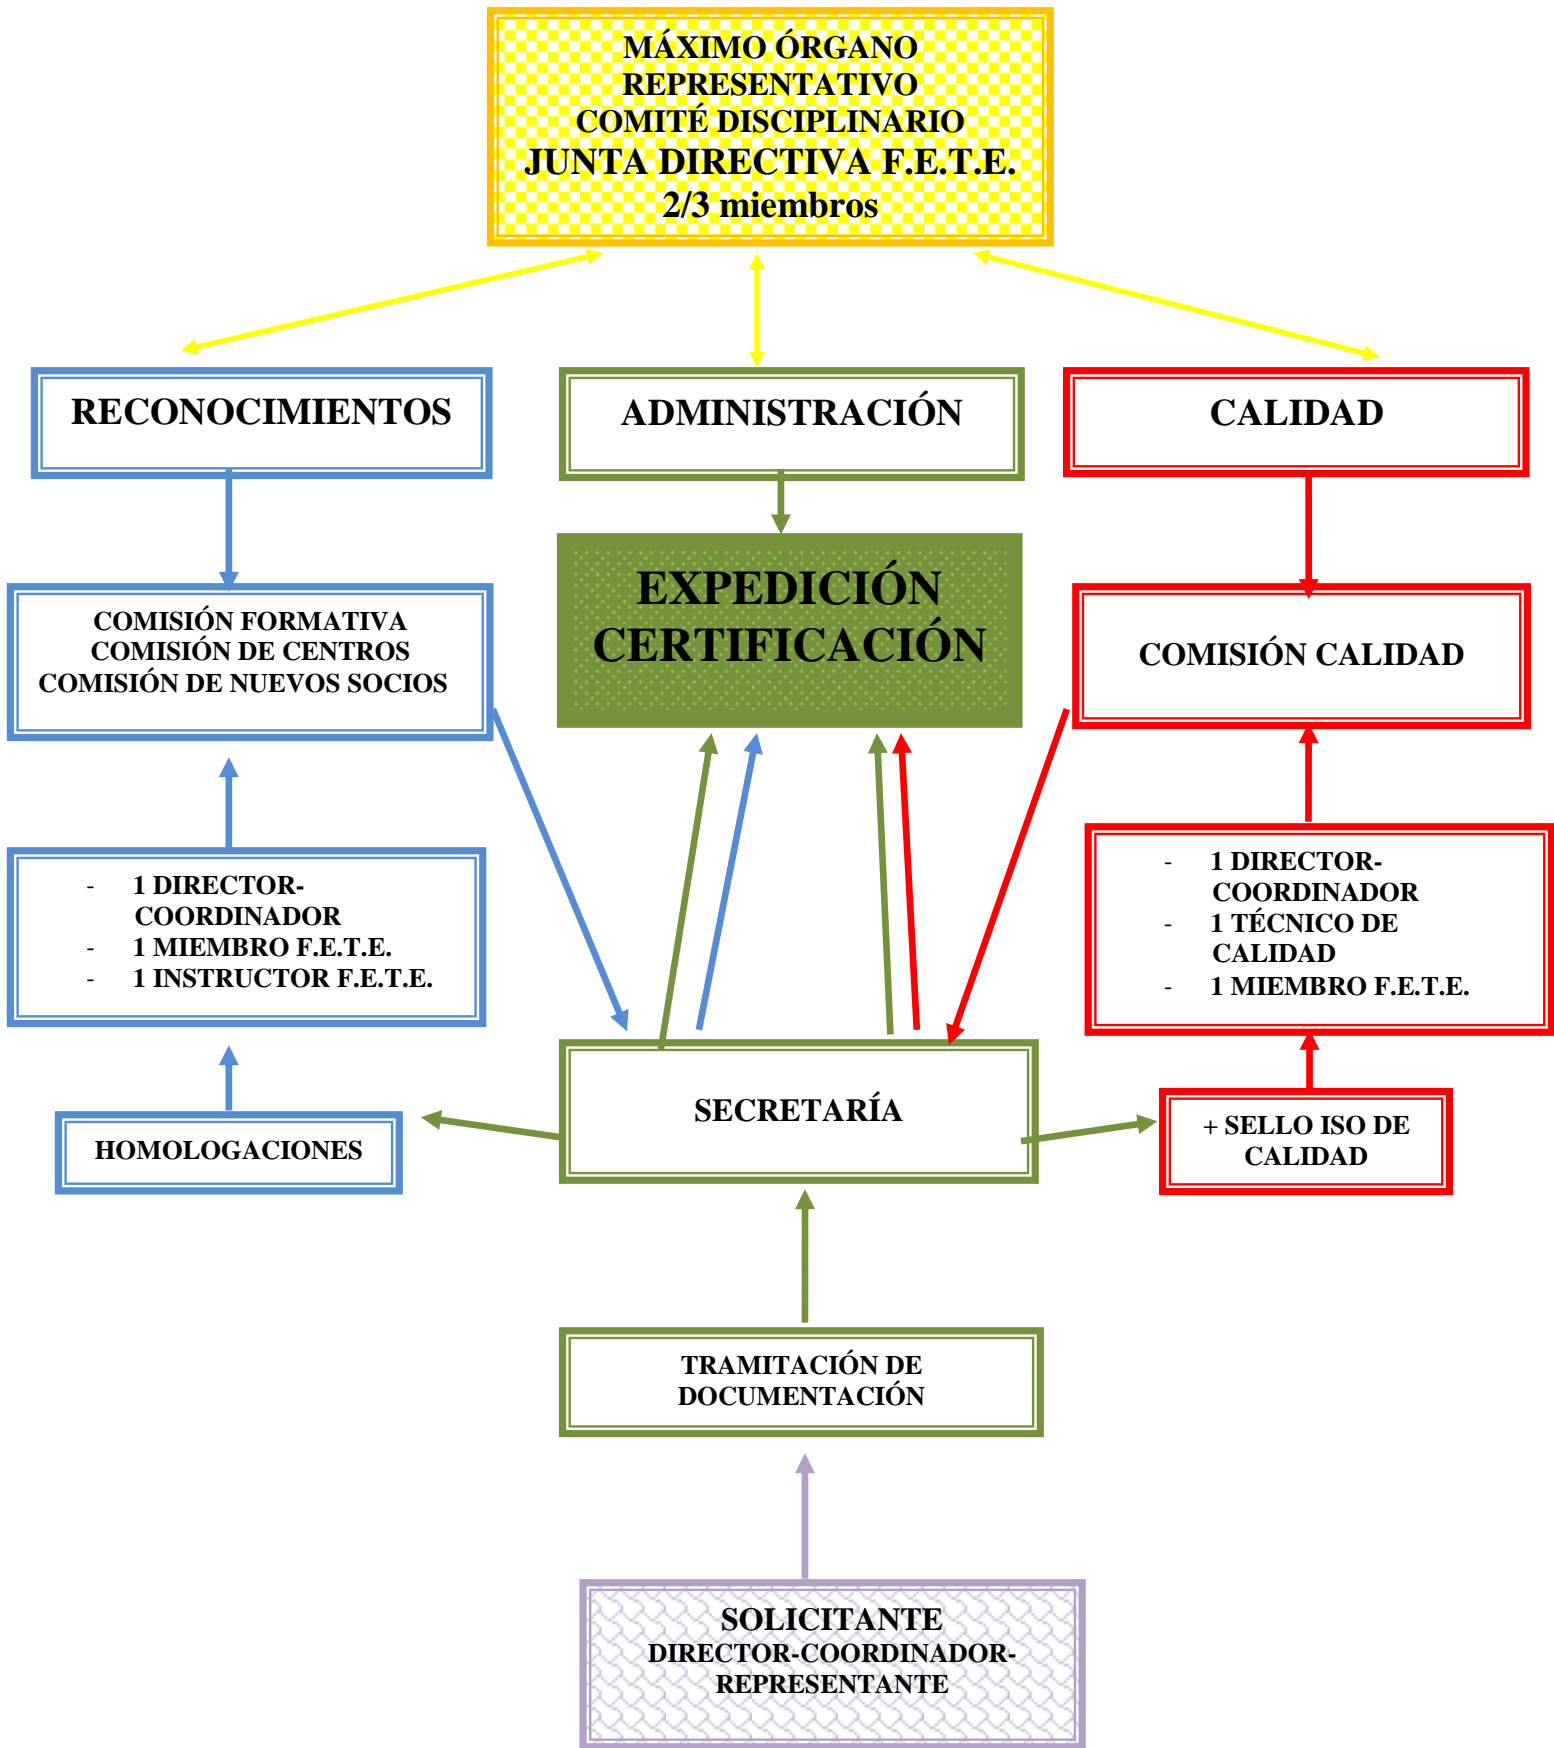 MÁXIMO ÓRGANO
REPRESENTATIVO
COMITÉ DISCIPLINARIO
JUNTA DIRECTIVA F.E.T.E.
2/3 miembros
RECONOCIMIENTOS
ADMINISTRACIÓN
CALIDAD
EXPEDICIÓN
CERTIFICACIÓN
COMISIÓN FORMATIVA
COMISIÓN DE CENTROS
COMISIÓN DE NUEVOS SOCIOS
COMISIÓN CALIDAD
- 1 DIRECTOR-
COORDINADOR
- 1 MIEMBRO F.E.T.E.
- 1 INSTRUCTOR F.E.T.E.
- 1 DIRECTOR-
COORDINADOR
- 1 TÉCNICO DE
CALIDAD
- 1 MIEMBRO F.E.T.E.
HOMOLOGACIONES
SECRETARÍA
+ SELLO ISO DE
CALIDAD
TRAMITACIÓN DE
DOCUMENTACIÓN
SOLICITANTE
DIRECTOR-COORDINADOR-
REPRESENTANTE